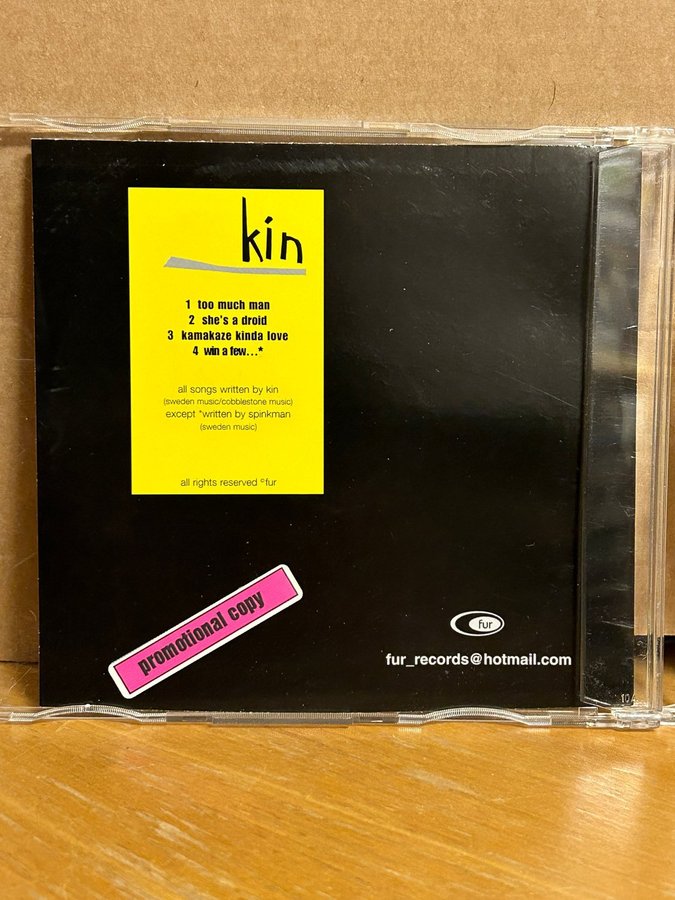 kin
1 too much man
2 she's a droid
3 kamakaze kinda love
4 win a few...*
all songs written by kin
(sweden music/cobblestone music)
except *written by spinkman
(sweden music)
all rights reserved ©fur
promotional copy
fur
fur_records@hotmail.com